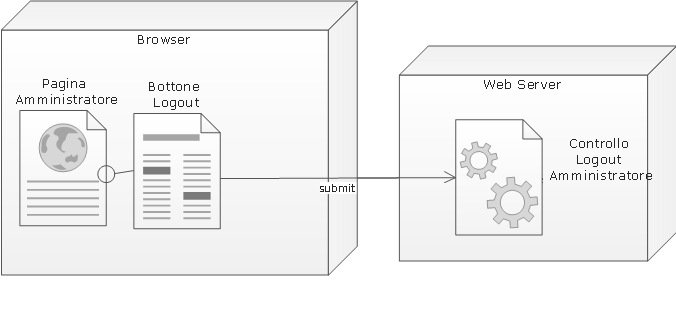 Browser
Pagina
Amministratore
Bottone
Logout
submit
Web Server
Controllo
Logout
Amministratore